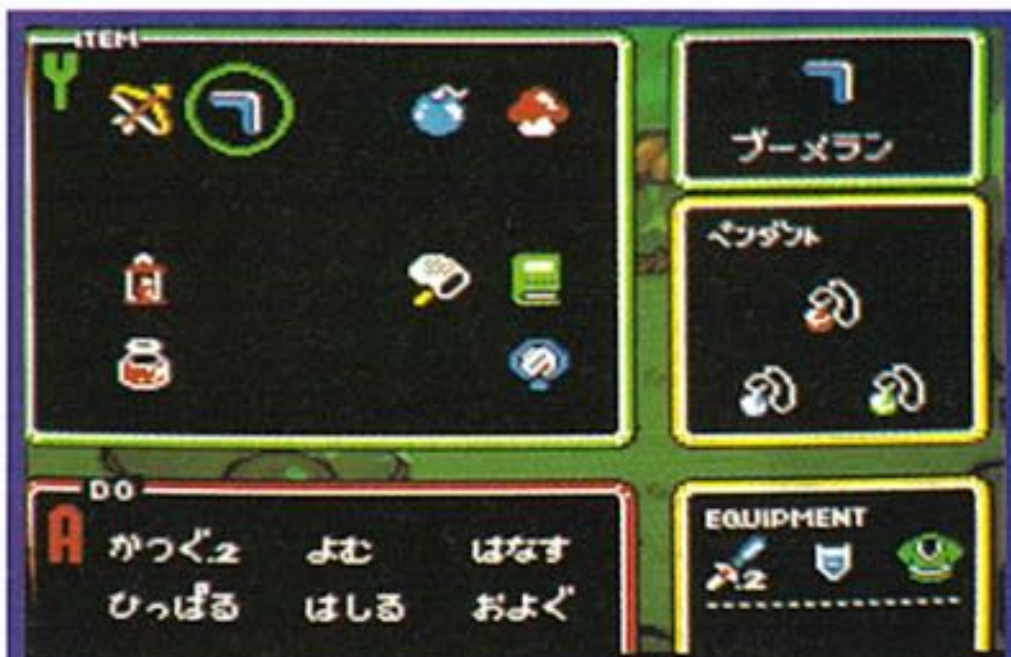 ITEM
Y
ブーメラン
ペンダント
DO
A
かつぐ.2 よむ はなす
ひっぱる はしる およぐ
EQUIPMENT
.2